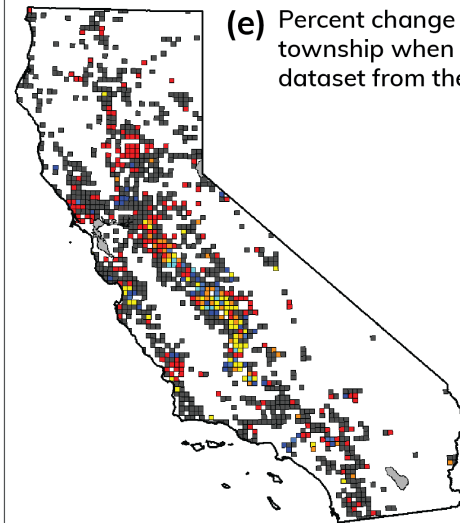 (e) Percent change
township when
dataset from the